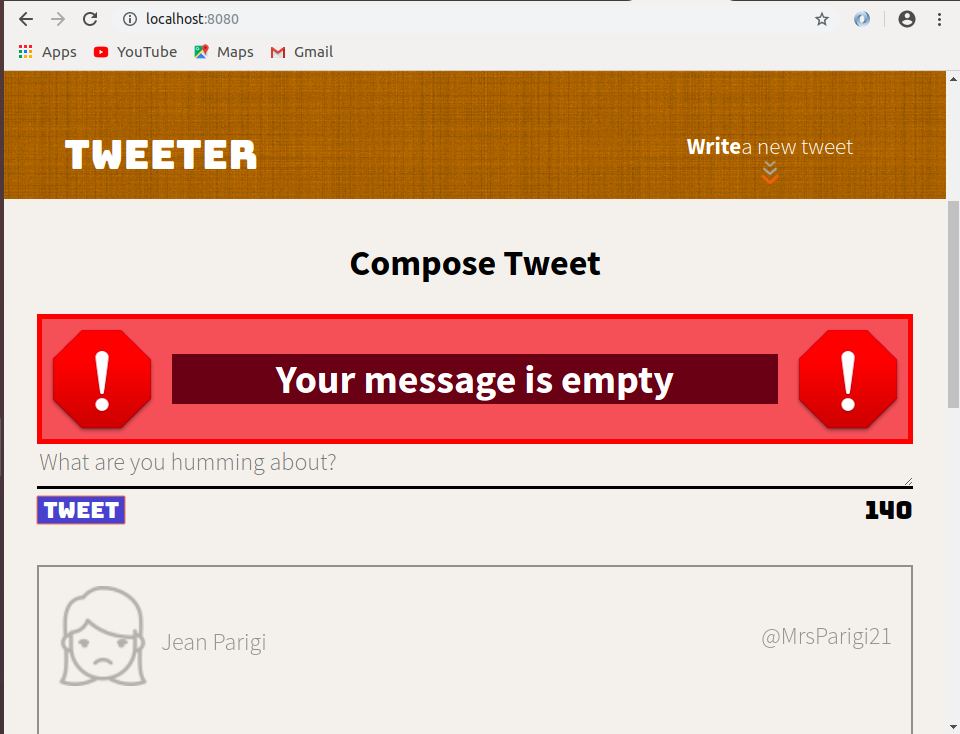 localhost:8080
Apps YouTube Maps Gmail
TWEETER
Writea new tweet
Compose Tweet
Your message is empty
What are you humming about?
TWEET 140
Jean Parigi @MrsParigi21